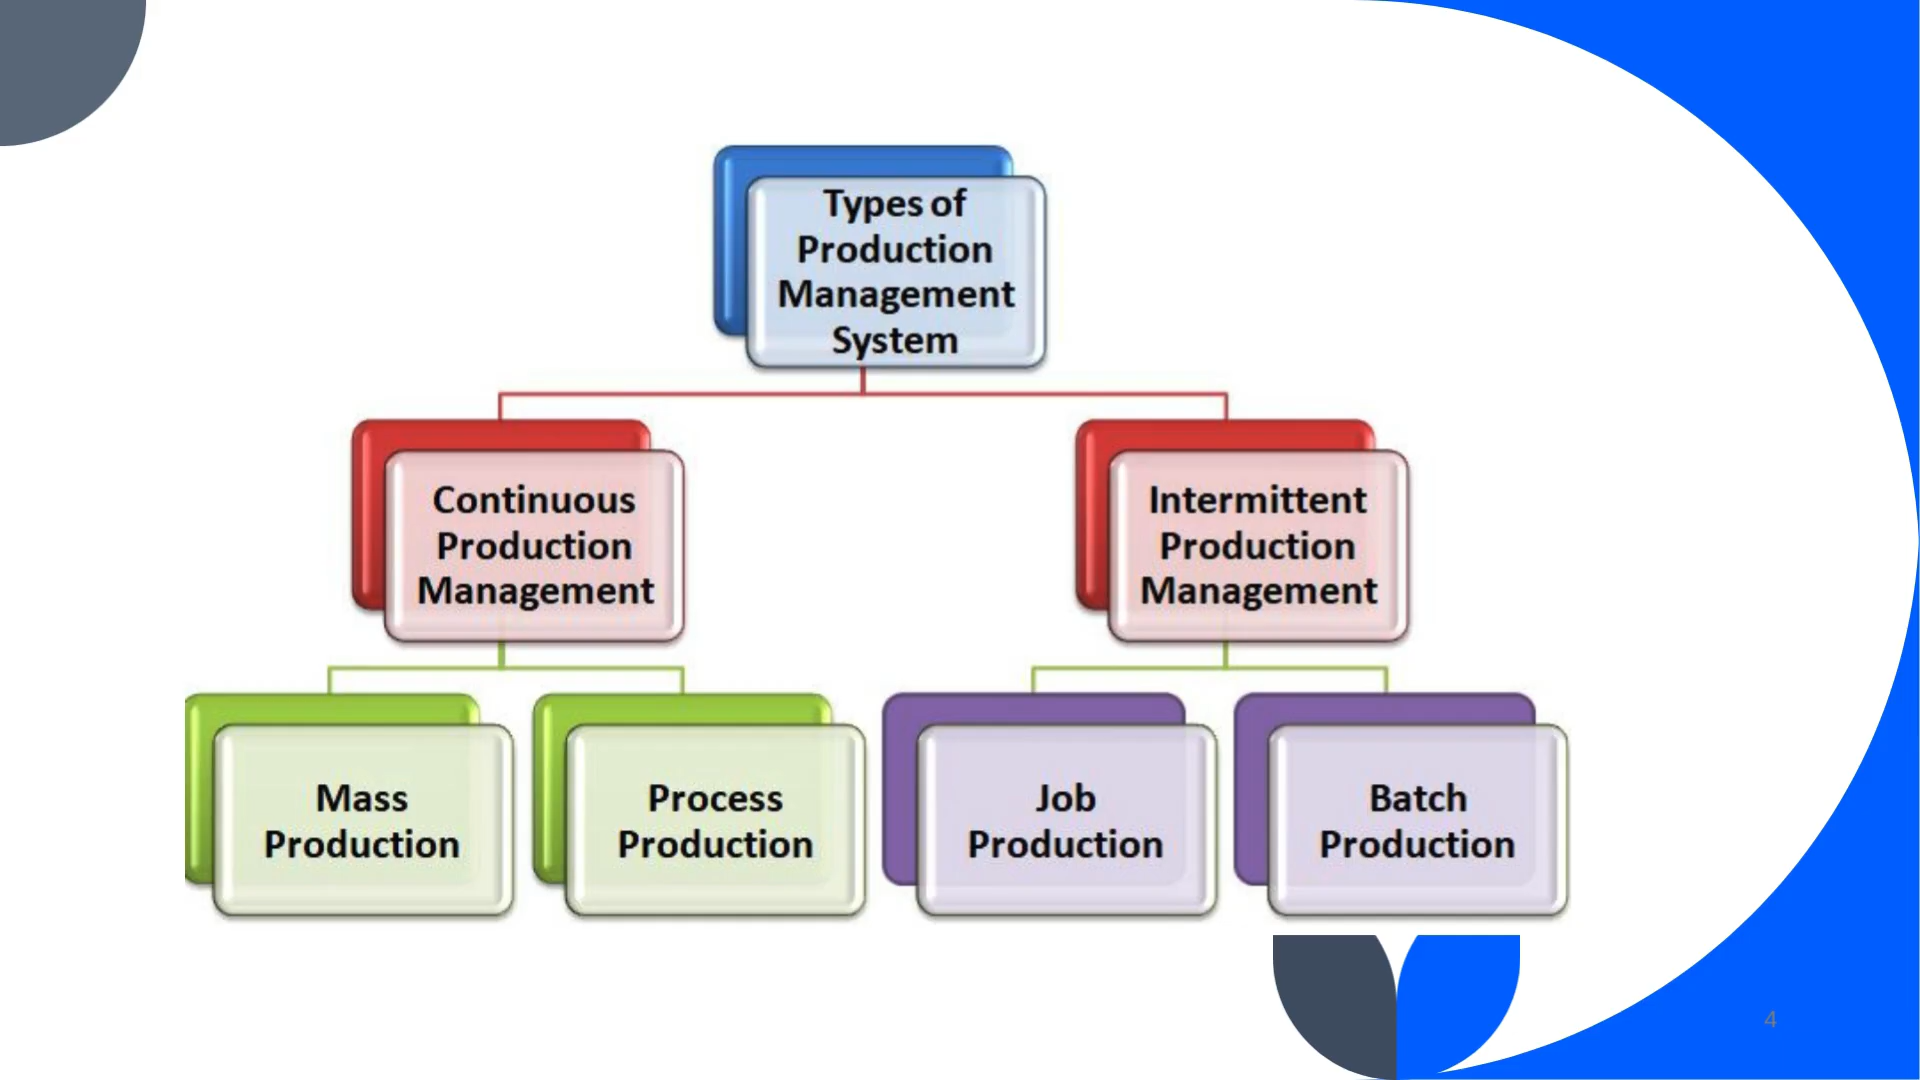 Types of
Production
Management
System
Continuous
Production
Management
Intermittent
Production
Management
Mass
Production
Process
Production
Job
Production
Batch
Production
4